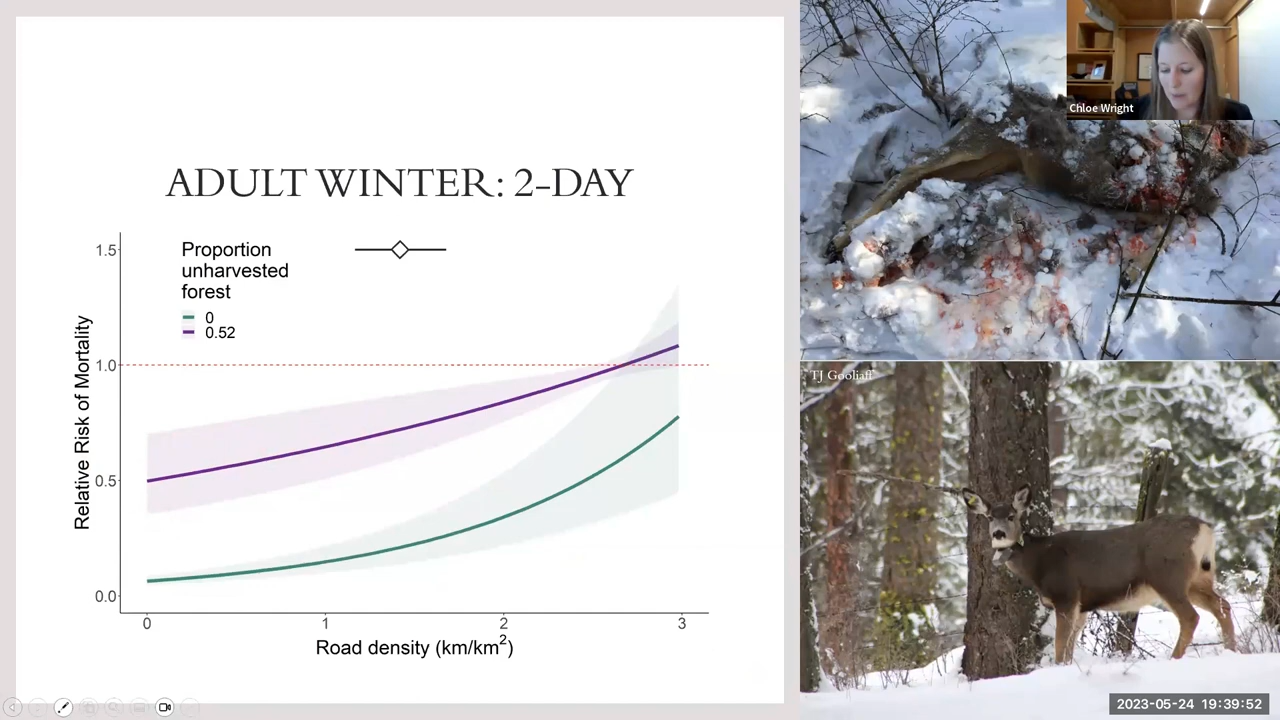 ADULT WINTER: 2-DAY
Proportion
unharvested
forest
0
0.52
1.5
1.0
0.5
0.0
Relative Risk of Mortality
0
1
2
3
Road density (km/km²)
Chloe Wright
TJ Gooliaff
2023-05-24 19:39:52